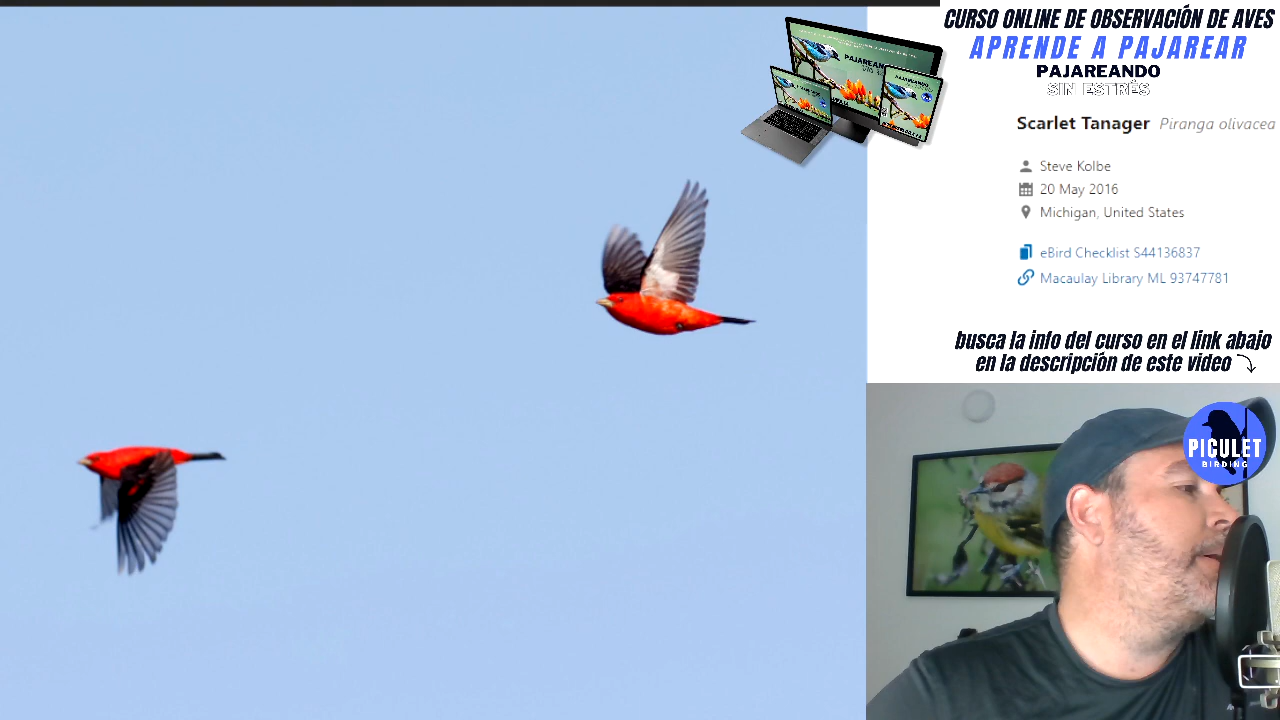 CURSO ONLINE DE OBSERVACIÓN DE AVES
APRENDE A PAJAREAR
PAJAREANDO
SIN ESTRÉS
Scarlet Tanager Piranga olivacea
Steve Kolbe
20 May 2016
Michigan, United States
eBird Checklist S44136837
Macaulay Library ML 93747781
busca la info del curso en el link abajo
en la descripción de este video
PICULET
BIRDING